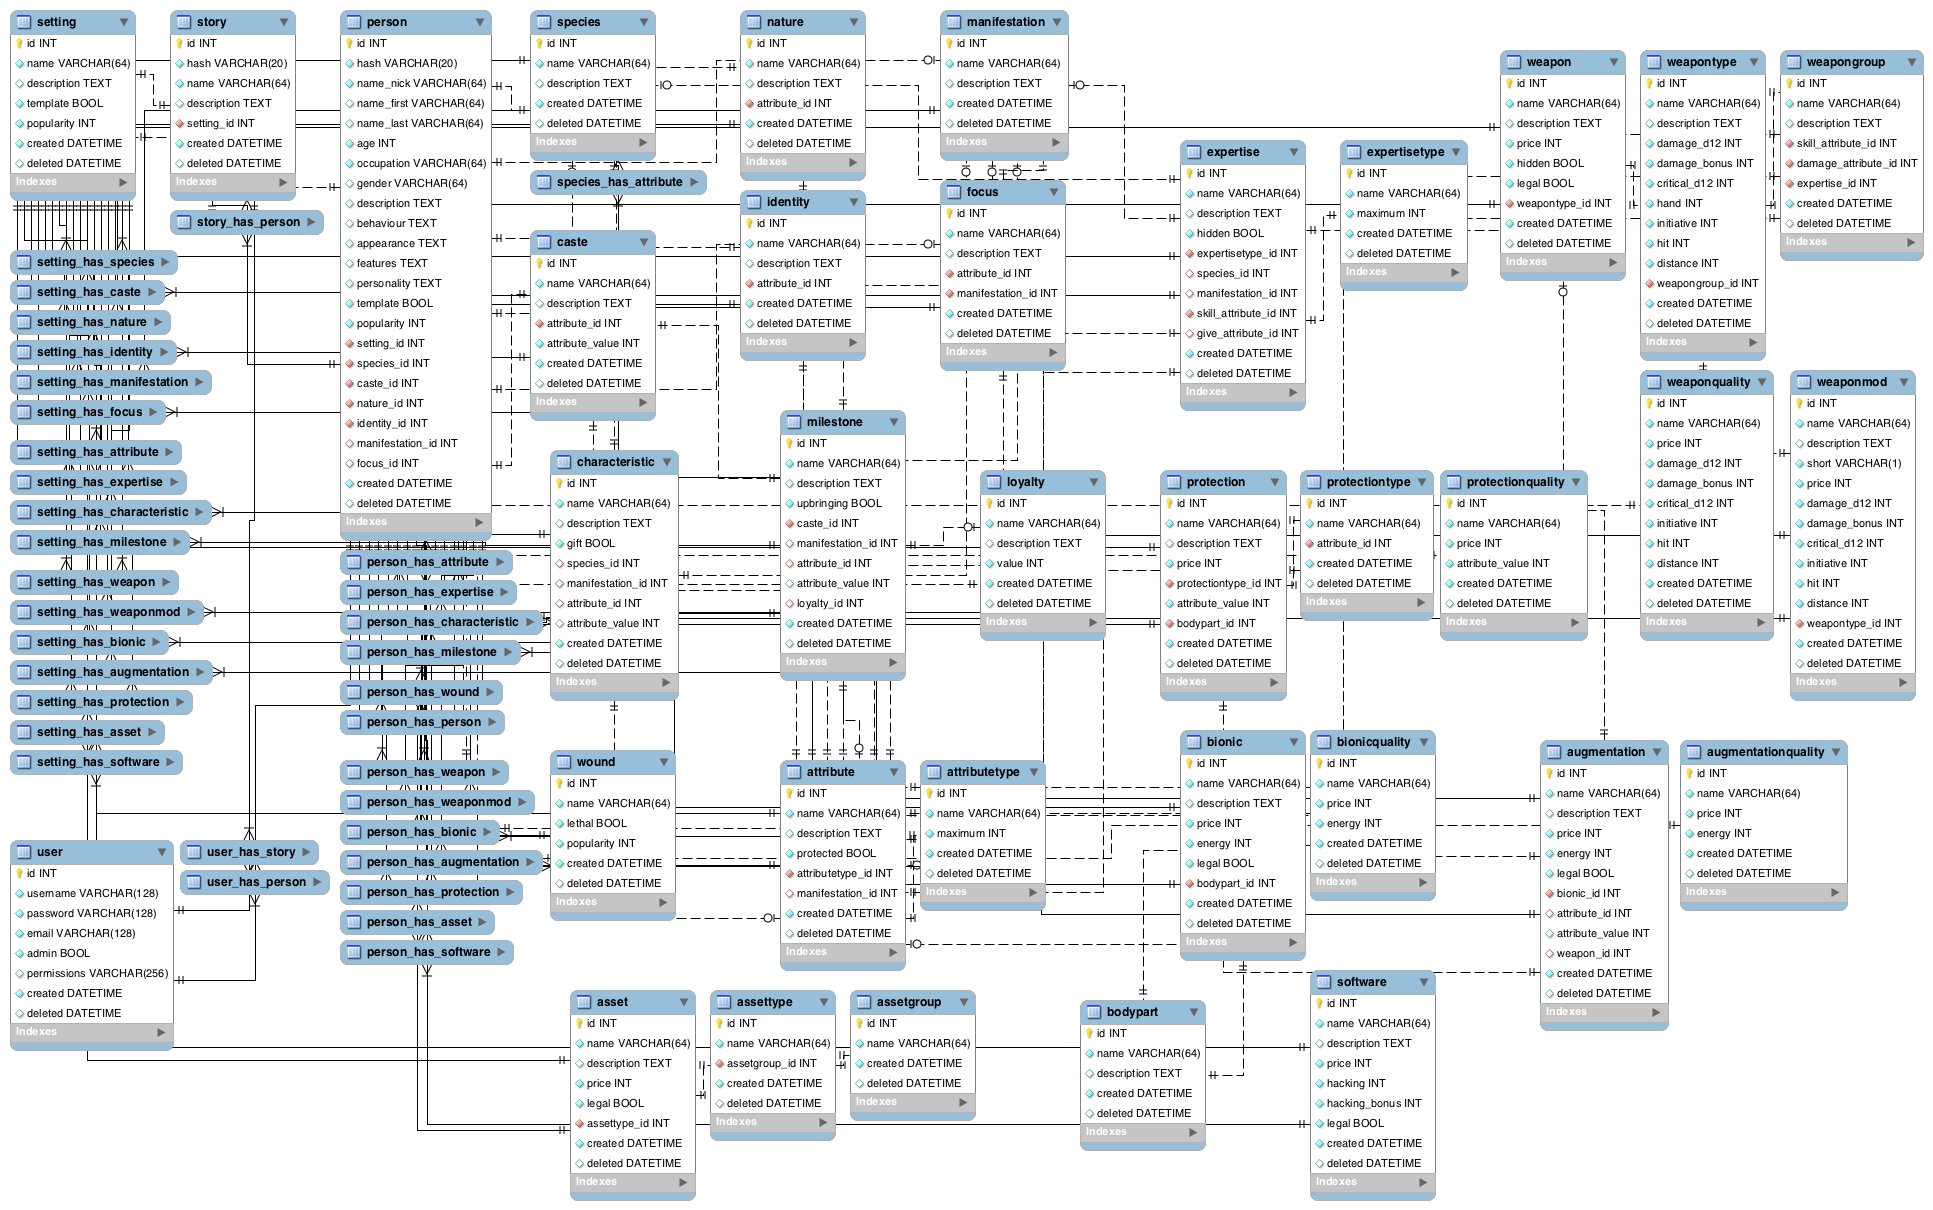 setting
id INT
name VARCHAR(64)
description TEXT
template BOOL
popularity INT
created DATETIME
deleted DATETIME
Indexes
story
id INT
hash VARCHAR(20)
name VARCHAR(64)
description TEXT
setting_id INT
created DATETIME
deleted DATETIME
Indexes
story_has_person
person
id INT
hash VARCHAR(20)
name_nick VARCHAR(64)
name_first VARCHAR(64)
name_last VARCHAR(64)
age INT
occupation VARCHAR(64)
gender VARCHAR(64)
description TEXT
behaviour TEXT
appearance TEXT
features TEXT
personality TEXT
template BOOL
popularity INT
setting_id INT
species_id INT
caste_id INT
nature_id INT
identity_id INT
manifestation_id INT
focus_id INT
created DATETIME
deleted DATETIME
Indexes
species
id INT
name VARCHAR(64)
description TEXT
created DATETIME
deleted DATETIME
Indexes
species_has_attribute
nature
id INT
name VARCHAR(64)
description TEXT
attribute_id INT
created DATETIME
deleted DATETIME
Indexes
manifestation
id INT
name VARCHAR(64)
description TEXT
created DATETIME
deleted DATETIME
Indexes
expertise
id INT
name VARCHAR(64)
description TEXT
hidden BOOL
expertisetype_id INT
species_id INT
manifestation_id INT
skill_attribute_id INT
give_attribute_id INT
created DATETIME
deleted DATETIME
Indexes
expertisetype
id INT
name VARCHAR(64)
maximum INT
created DATETIME
deleted DATETIME
Indexes
weapon
id INT
name VARCHAR(64)
description TEXT
price INT
hidden BOOL
legal BOOL
weapontype_id INT
created DATETIME
deleted DATETIME
Indexes
weapontype
id INT
name VARCHAR(64)
description TEXT
damage_d12 INT
damage_bonus INT
critical_d12 INT
hand INT
initiative INT
hit INT
distance INT
weapongroup_id INT
created DATETIME
deleted DATETIME
Indexes
weapongroup
id INT
name VARCHAR(64)
description TEXT
skill_attribute_id INT
damage_attribute_id INT
expertise_id INT
created DATETIME
deleted DATETIME
Indexes
caste
id INT
name VARCHAR(64)
description TEXT
attribute_id INT
attribute_value INT
created DATETIME
deleted DATETIME
Indexes
identity
id INT
name VARCHAR(64)
description TEXT
attribute_id INT
created DATETIME
deleted DATETIME
Indexes
focus
id INT
name VARCHAR(64)
description TEXT
attribute_id INT
manifestation_id INT
created DATETIME
deleted DATETIME
Indexes
setting_has_species
setting_has_caste
setting_has_nature
setting_has_identity
setting_has_manifestation
setting_has_focus
setting_has_attribute
setting_has_expertise
setting_has_characteristic
setting_has_milestone
setting_has_weapon
setting_has_weaponmod
setting_has_bionic
setting_has_augmentation
setting_has_protection
setting_has_asset
setting_has_software
person_has_attribute
person_has_expertise
person_has_characteristic
person_has_milestone
person_has_wound
person_has_person
person_has_weapon
person_has_weaponmod
person_has_bionic
person_has_augmentation
person_has_protection
person_has_asset
person_has_software
characteristic
id INT
name VARCHAR(64)
description TEXT
gift BOOL
species_id INT
manifestation_id INT
attribute_id INT
attribute_value INT
created DATETIME
deleted DATETIME
Indexes
milestone
id INT
name VARCHAR(64)
description TEXT
upbringing BOOL
caste_id INT
manifestation_id INT
attribute_id INT
attribute_value INT
loyalty_id INT
created DATETIME
deleted DATETIME
Indexes
loyalty
id INT
name VARCHAR(64)
description TEXT
value INT
created DATETIME
deleted DATETIME
Indexes
protection
id INT
name VARCHAR(64)
description TEXT
price INT
protectiontype_id INT
attribute_value INT
bodypart_id INT
created DATETIME
deleted DATETIME
Indexes
protectiontype
id INT
name VARCHAR(64)
attribute_id INT
created DATETIME
deleted DATETIME
Indexes
protectionquality
id INT
name VARCHAR(64)
price INT
attribute_value INT
created DATETIME
deleted DATETIME
Indexes
weaponquality
id INT
name VARCHAR(64)
price INT
damage_d12 INT
damage_bonus INT
critical_d12 INT
initiative INT
hit INT
distance INT
created DATETIME
deleted DATETIME
Indexes
weaponmod
id INT
name VARCHAR(64)
description TEXT
short VARCHAR(1)
price INT
damage_d12 INT
damage_bonus INT
critical_d12 INT
initiative INT
hit INT
distance INT
weapontype_id INT
created DATETIME
deleted DATETIME
Indexes
user
id INT
username VARCHAR(128)
password VARCHAR(128)
email VARCHAR(128)
admin BOOL
permissions VARCHAR(256)
created DATETIME
deleted DATETIME
Indexes
user_has_story
user_has_person
wound
id INT
name VARCHAR(64)
lethal BOOL
popularity INT
created DATETIME
deleted DATETIME
Indexes
attribute
id INT
name VARCHAR(64)
description TEXT
protected BOOL
attributetype_id INT
manifestation_id INT
created DATETIME
deleted DATETIME
Indexes
attributetype
id INT
name VARCHAR(64)
maximum INT
created DATETIME
deleted DATETIME
Indexes
bionic
id INT
name VARCHAR(64)
description TEXT
price INT
energy INT
legal BOOL
bodypart_id INT
created DATETIME
deleted DATETIME
Indexes
bionicquality
id INT
name VARCHAR(64)
price INT
energy INT
created DATETIME
deleted DATETIME
Indexes
augmentation
id INT
name VARCHAR(64)
description TEXT
price INT
energy INT
legal BOOL
bionic_id INT
attribute_id INT
attribute_value INT
weapon_id INT
created DATETIME
deleted DATETIME
Indexes
augmentationquality
id INT
name VARCHAR(64)
price INT
energy INT
created DATETIME
deleted DATETIME
Indexes
asset
id INT
name VARCHAR(64)
description TEXT
price INT
legal BOOL
assettype_id INT
created DATETIME
deleted DATETIME
Indexes
assettype
id INT
name VARCHAR(64)
assetgroup_id INT
created DATETIME
deleted DATETIME
Indexes
assetgroup
id INT
name VARCHAR(64)
created DATETIME
deleted DATETIME
Indexes
bodypart
id INT
name VARCHAR(64)
description TEXT
created DATETIME
deleted DATETIME
Indexes
software
id INT
name VARCHAR(64)
description TEXT
price INT
hacking INT
hacking_bonus INT
legal BOOL
created DATETIME
deleted DATETIME
Indexes